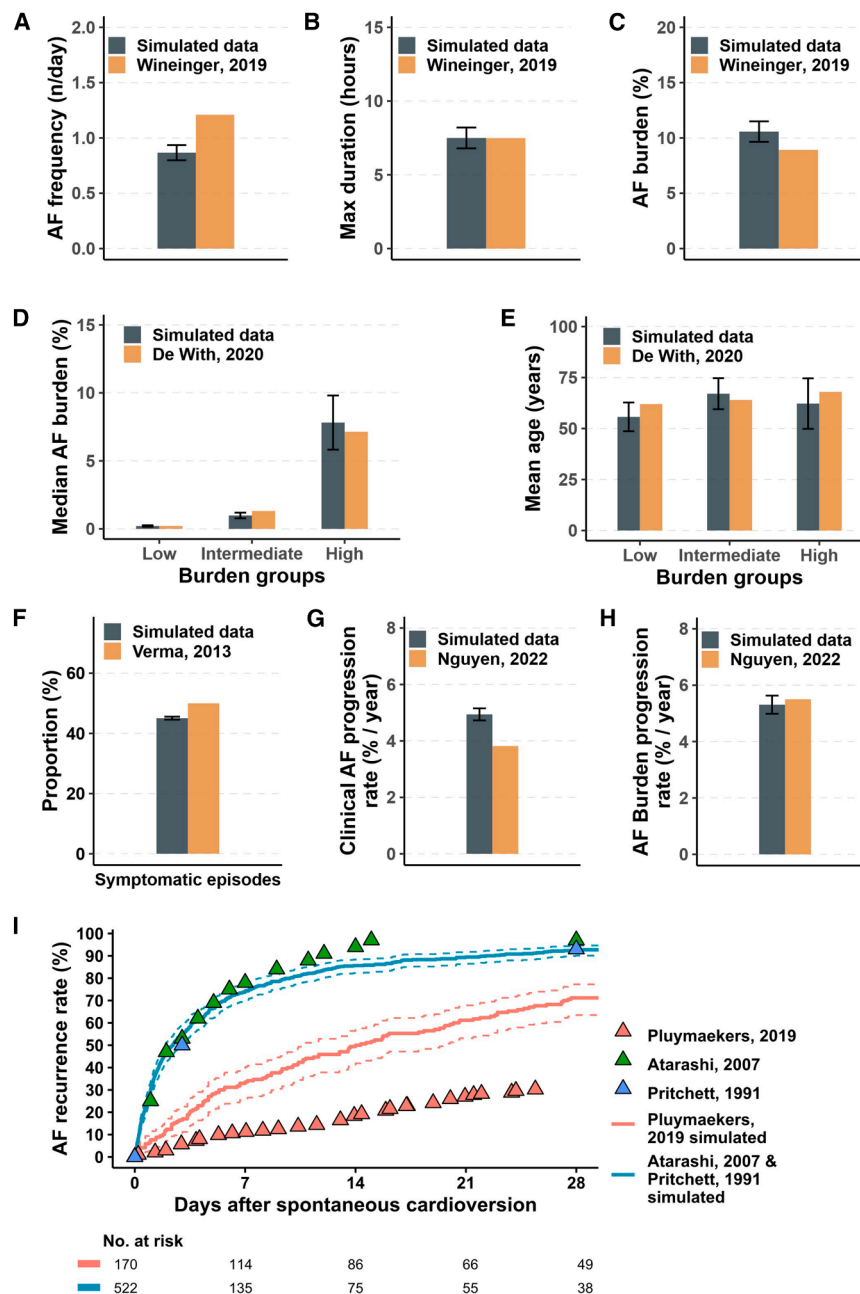 A
AF frequency (n/day)
2.0
1.5
1.0
0.5
0.0
Simulated data
Wineinger, 2019
B
Max duration (hours)
15
10
5
0
Simulated data
Wineinger, 2019
C
AF burden (%)
20
15
10
5
0
Simulated data
Wineinger, 2019
D
Median AF burden (%)
15
10
5
0
Simulated data
De With, 2020
Low Intermediate High
Burden groups
E
Mean age (years)
100
75
50
25
0
Simulated data
De With, 2020
Low Intermediate High
Burden groups
F
Proportion (%)
60
40
20
0
Simulated data
Verma, 2013
Symptomatic episodes
G
Clinical AF progression
rate (% / year)
8
6
4
2
0
Simulated data
Nguyen, 2022
H
AF Burden progression
rate (% / year)
8
6
4
2
0
Simulated data
Nguyen, 2022
I
AF recurrence rate (%)
100
90
80
70
60
50
40
30
20
10
0
0 7 14 21 28
Days after spontaneous cardioversion
Pluymaekers, 2019
Atarashi, 2007
Pritchett, 1991
Pluymaekers,
2019 simulated
Atarashi, 2007 &
Pritchett, 1991
simulated
No. at risk
170 114 86 66 49
522 135 75 55 38